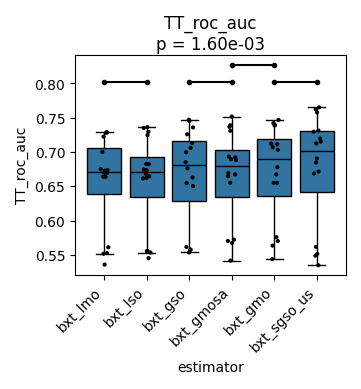 TT_roc_auc
p = 1.60e-03
TT_roc_auc
0.80
0.75
0.70
0.65
0.60
0.55
bxt_lmo
bxt_lso
bxt_gso
bxt_gmosa
bxt_gmo
bxt_sgso_us
estimator